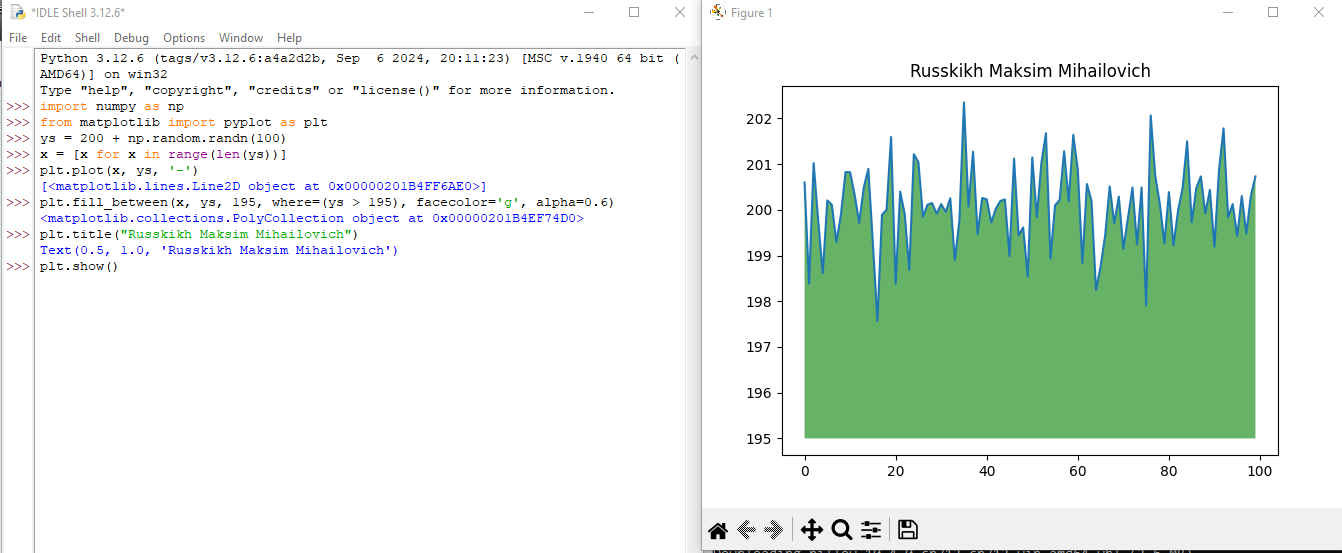 *IDLE Shell 3.12.6*
File Edit Shell Debug Options Window Help
Python 3.12.6 (tags/v3.12.6:a4a2d2b, Sep  6 2024, 20:11:23) [MSC v.1940 64 bit (
AMD64)] on win32
Type "help", "copyright", "credits" or "license()" for more information.
>>> import numpy as np
>>> from matplotlib import pyplot as plt
>>> ys = 200 + np.random.randn(100)
>>> x = [x for x in range(len(ys))]
>>> plt.plot(x, ys, '-')
[<matplotlib.lines.Line2D object at 0x00000201B4FF6AE0>]
>>> plt.fill_between(x, ys, 195, where=(ys > 195), facecolor='g', alpha=0.6)
<matplotlib.collections.PolyCollection object at 0x00000201B4EF74D0>
>>> plt.title("Russkikh Maksim Mihailovich")
Text(0.5, 1.0, 'Russkikh Maksim Mihailovich')
>>> plt.show()
Figure 1
Russkikh Maksim Mihailovich
202
201
200
199
198
197
196
195
0 20 40 60 80 100